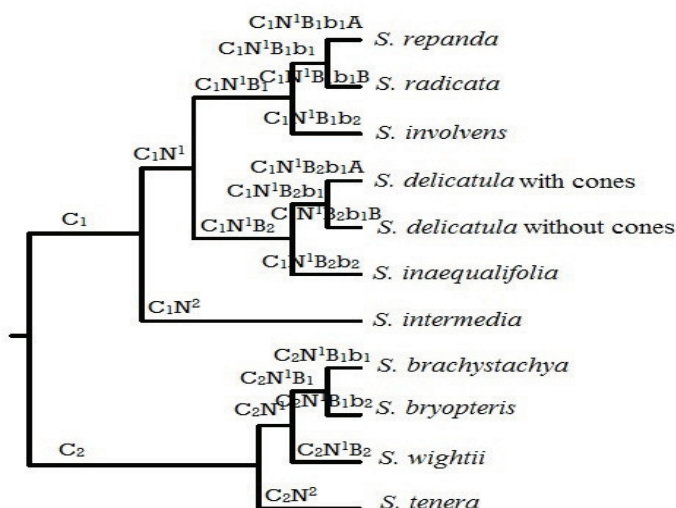 C₁N¹B₁b₁A
S. repanda
C₁N¹B₁b₁
C₁N¹B₁
C₁N¹B₁b₁B
S. radicata
C₁N¹B₁b₂
S. involvens
C₁N¹
C₁N¹B₂b₁A
S. delicatula with cones
C₁N¹B₂b₁
C₁
C₁N¹B₂
C₁N¹B₂b₁B
S. delicatula without cones
C₁N¹B₂b₂
S. inaequalifolia
C₁N²
S. intermedia
C₂N¹B₁b₁
S. brachystachya
C₂N¹B₁
C₂N¹
C₂N¹B₁b₂
S. bryopteris
C₂
C₂N¹B₂
S. wightii
C₂N²
S. tenera